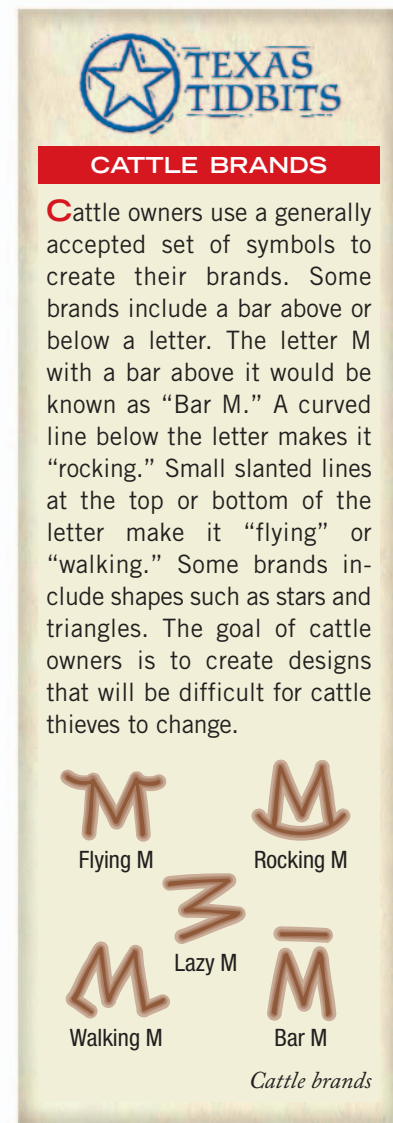 TEXAS
TIDBITS
CATTLE BRANDS
Cattle owners use a generally
accepted set of symbols to
create their brands. Some
brands include a bar above or
below a letter. The letter M
with a bar above it would be
known as “Bar M.” A curved
line below the letter makes it
“rocking.” Small slanted lines
at the top or bottom of the
letter make it “flying” or
“walking.” Some brands in-
clude shapes such as stars and
triangles. The goal of cattle
owners is to create designs
that will be difficult for cattle
thieves to change.
Flying M
Rocking M
Lazy M
Walking M
Bar M
Cattle brands